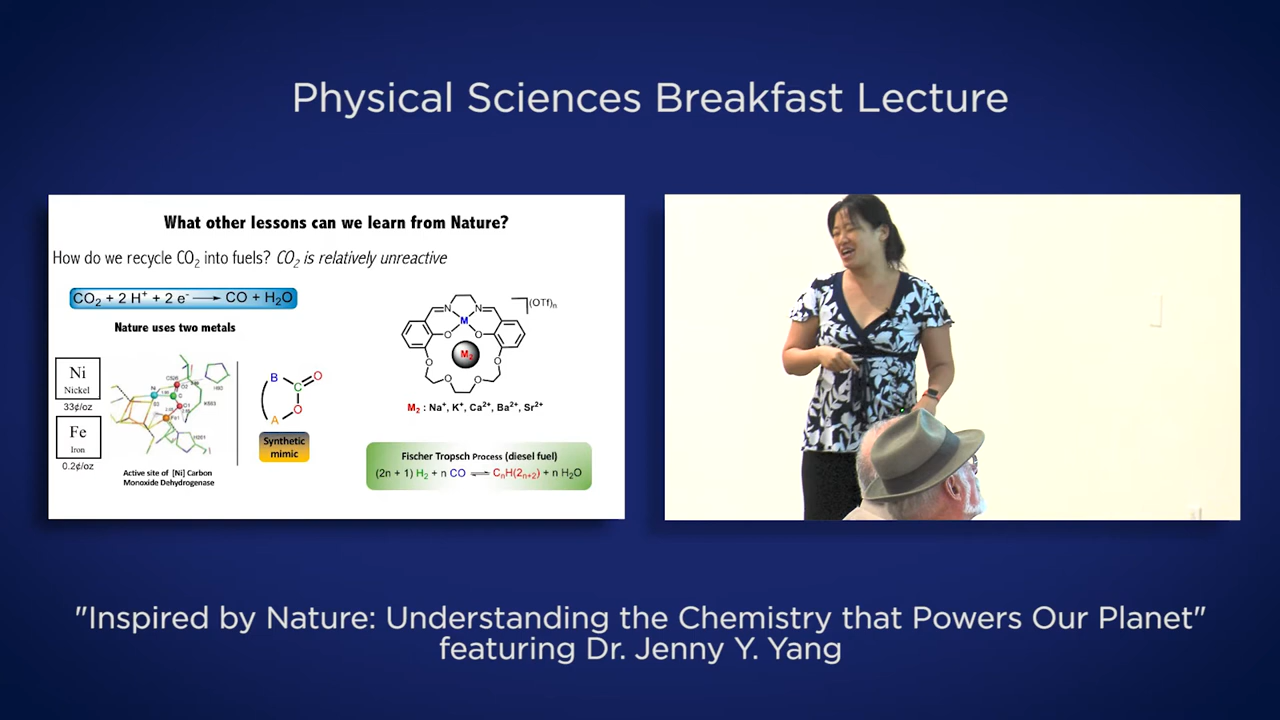 Physical Sciences Breakfast Lecture
What other lessons can we learn from Nature?
How do we recycle CO₂ into fuels? CO₂ is relatively unreactive
CO₂ + 2 H⁺ + 2 e⁻ ⟶ CO + H₂O
Nature uses two metals
Ni
Nickel
33¢/oz
Fe
Iron
0.2¢/oz
Active site of [Ni] Carbon
Monoxide Dehydrogenase
B
C
O
O
A
Synthetic
mimic
](OTf)n
N
N
M
O
O
M₂
O
O
O
M₂ : Na⁺, K⁺, Ca²⁺, Ba²⁺, Sr²⁺
Fischer Tropsch Process (diesel fuel)
(2n + 1) H₂ + n CO ⇌ CₙH(2ₙ₊₂) + n H₂O
"Inspired by Nature: Understanding the Chemistry that Powers Our Planet"
featuring Dr. Jenny Y. Yang